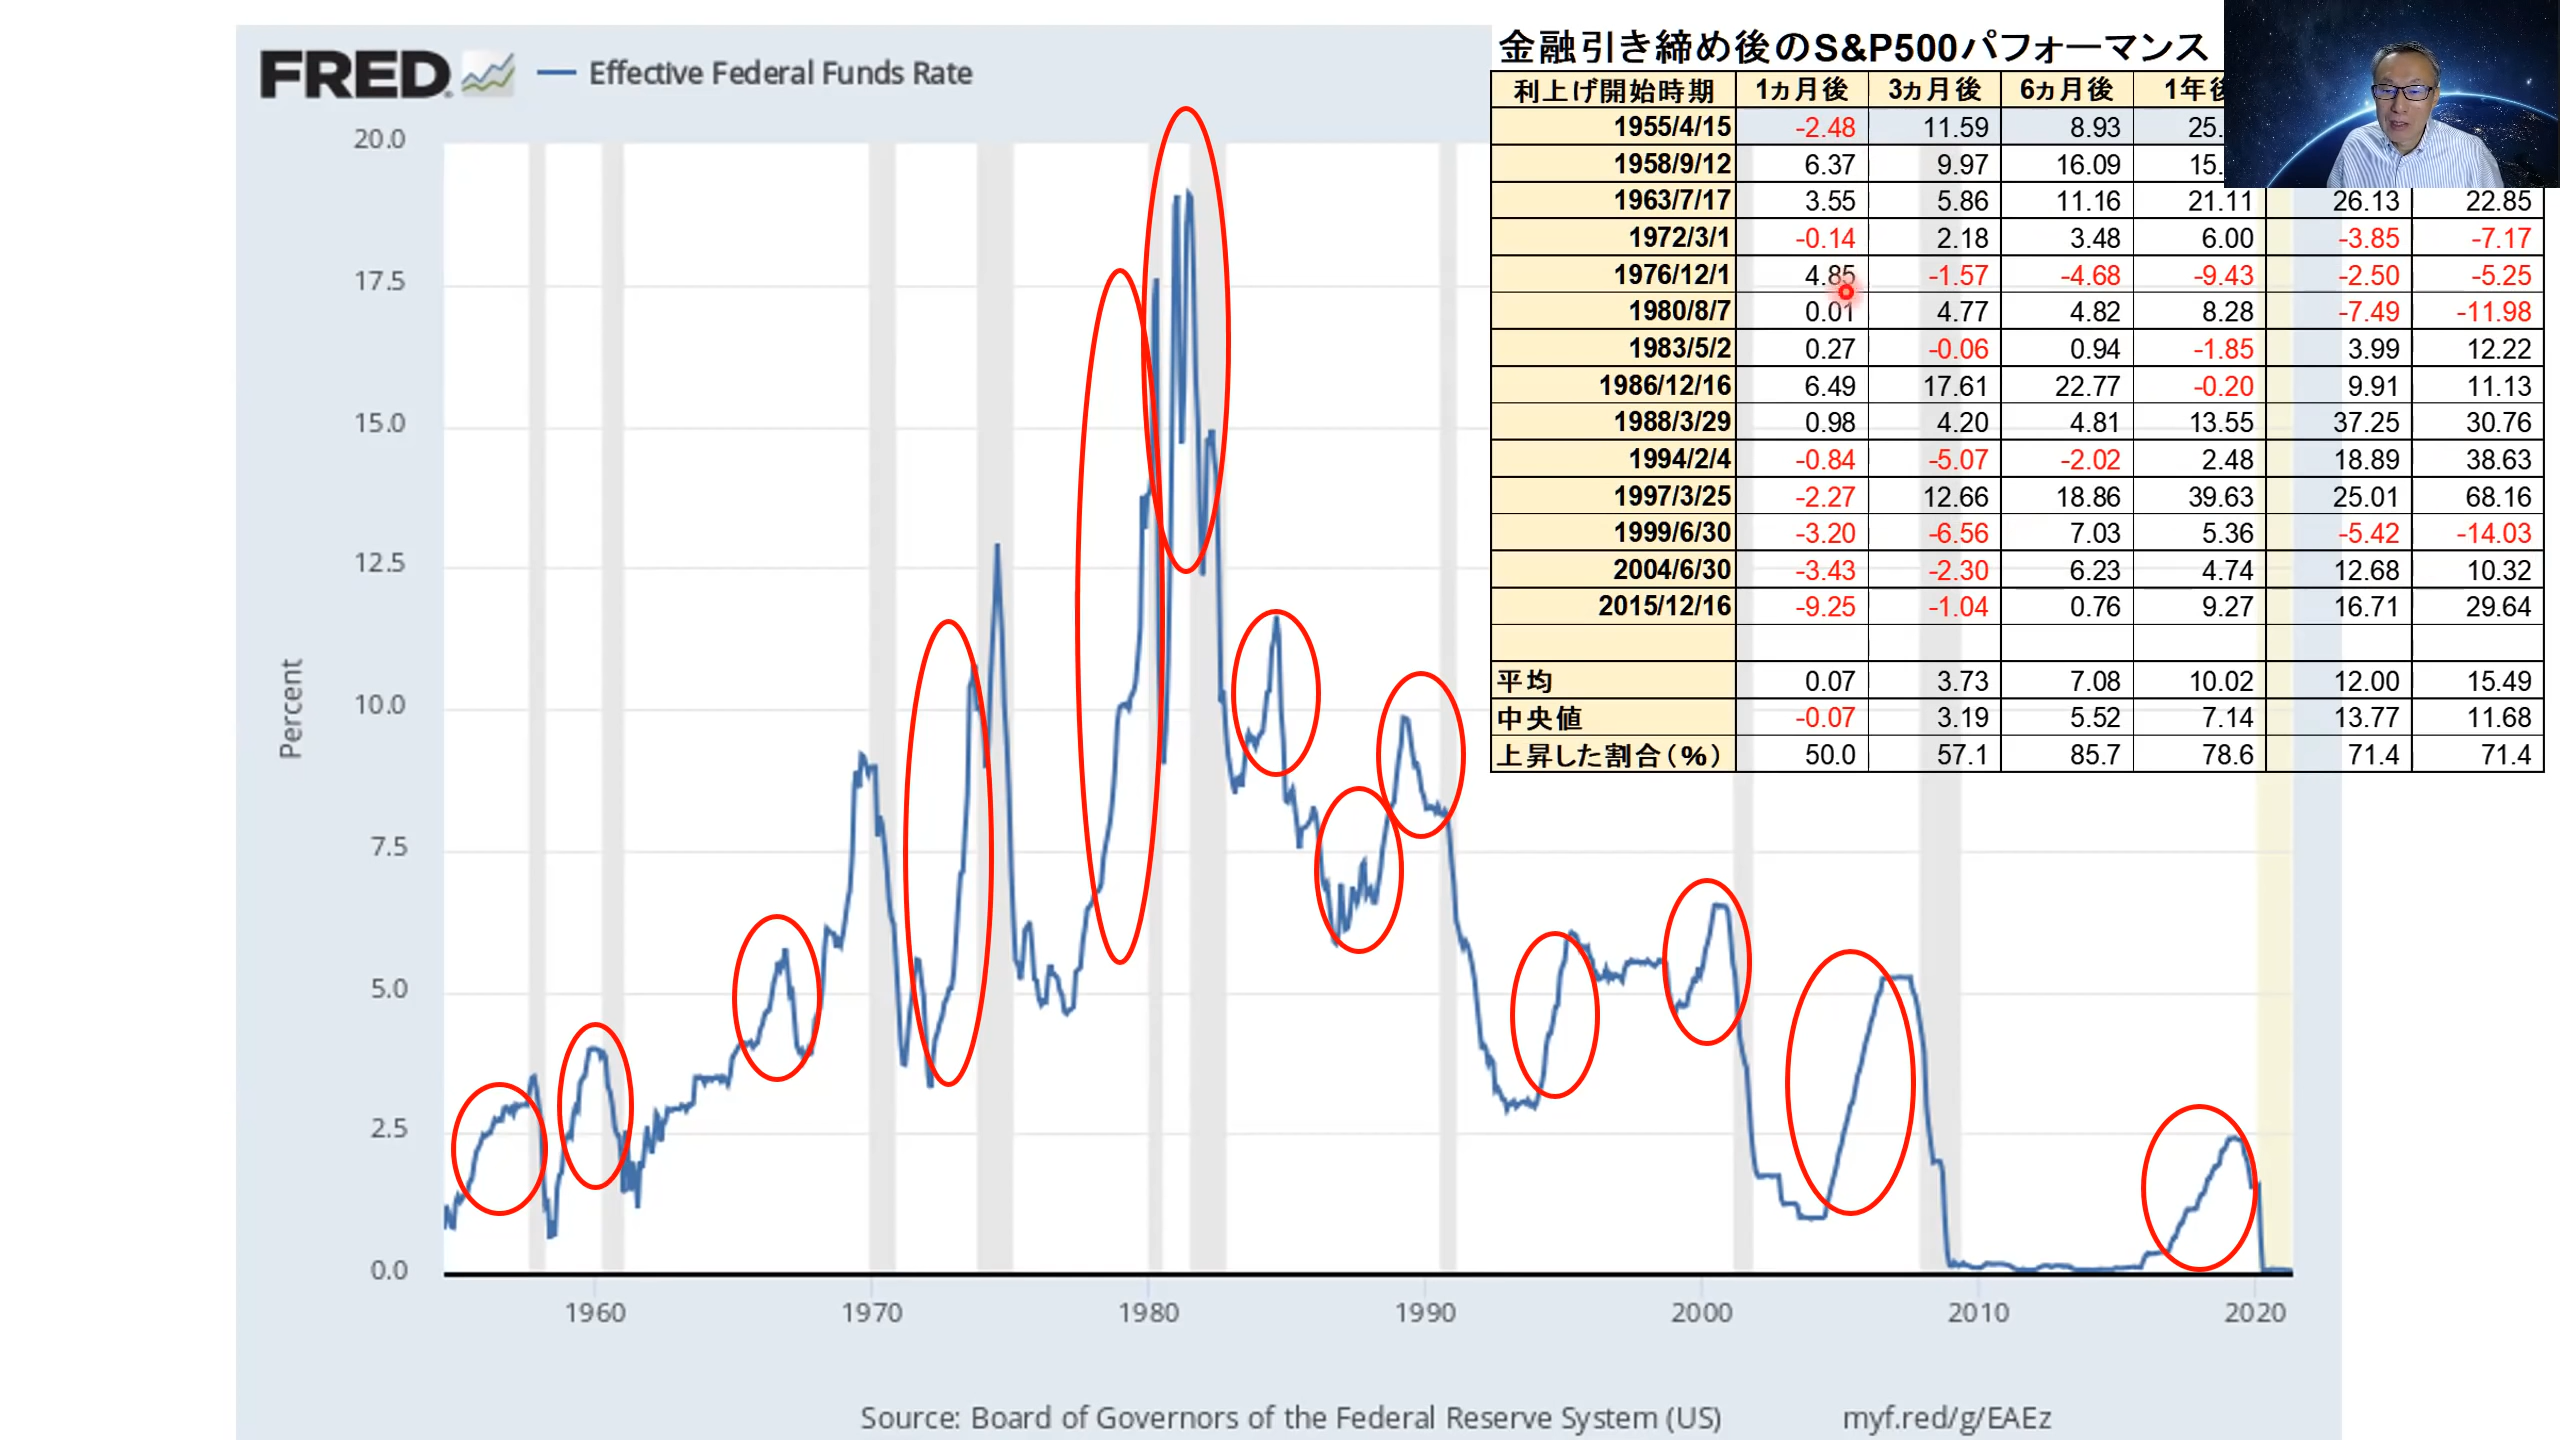 FRED
Effective Federal Funds Rate
20.0
17.5
15.0
12.5
10.0
7.5
5.0
2.5
0.0
Percent
1960 1970 1980 1990 2000 2010 2020
Source: Board of Governors of the Federal Reserve System (US) myf.red/g/EAEz
金融引き締め後のS&P500パフォーマンス
利上げ開始時期 1ヵ月後 3ヵ月後 6ヵ月後 1年
1955/4/15 -2.48 11.59 8.93 25.
1958/9/12 6.37 9.97 16.09 15.
1963/7/17 3.55 5.86 11.16 21.11 26.13 22.85
1972/3/1 -0.14 2.18 3.48 6.00 -3.85 -7.17
1976/12/1 4.85 -1.57 -4.68 -9.43 -2.50 -5.25
1980/8/7 0.01 4.77 4.82 8.28 -7.49 -11.98
1983/5/2 0.27 -0.06 0.94 -1.85 3.99 12.22
1986/12/16 6.49 17.61 22.77 -0.20 9.91 11.13
1988/3/29 0.98 4.20 4.81 13.55 37.25 30.76
1994/2/4 -0.84 -5.07 -2.02 2.48 18.89 38.63
1997/3/25 -2.27 12.66 18.86 39.63 25.01 68.16
1999/6/30 -3.20 -6.56 7.03 5.36 -5.42 -14.03
2004/6/30 -3.43 -2.30 6.23 4.74 12.68 10.32
2015/12/16 -9.25 -1.04 0.76 9.27 16.71 29.64
平均 0.07 3.73 7.08 10.02 12.00 15.49
中央値 -0.07 3.19 5.52 7.14 13.77 11.68
上昇した割合(%) 50.0 57.1 85.7 78.6 71.4 71.4